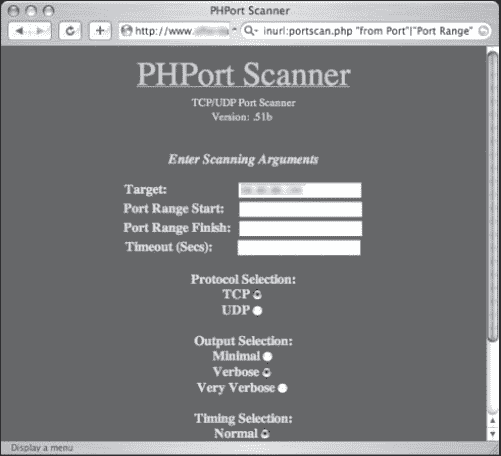 PHPort Scanner
http://www.
inurl:portscan.php "from Port"|"Port Range"
PHPort Scanner
TCP/UDP Port Scanner
Version: .51b
Enter Scanning Arguments
Target:
Port Range Start:
Port Range Finish:
Timeout (Secs):
Protocol Selection:
TCP
UDP
Output Selection:
Minimal
Verbose
Very Verbose
Timing Selection:
Normal
Display a menu